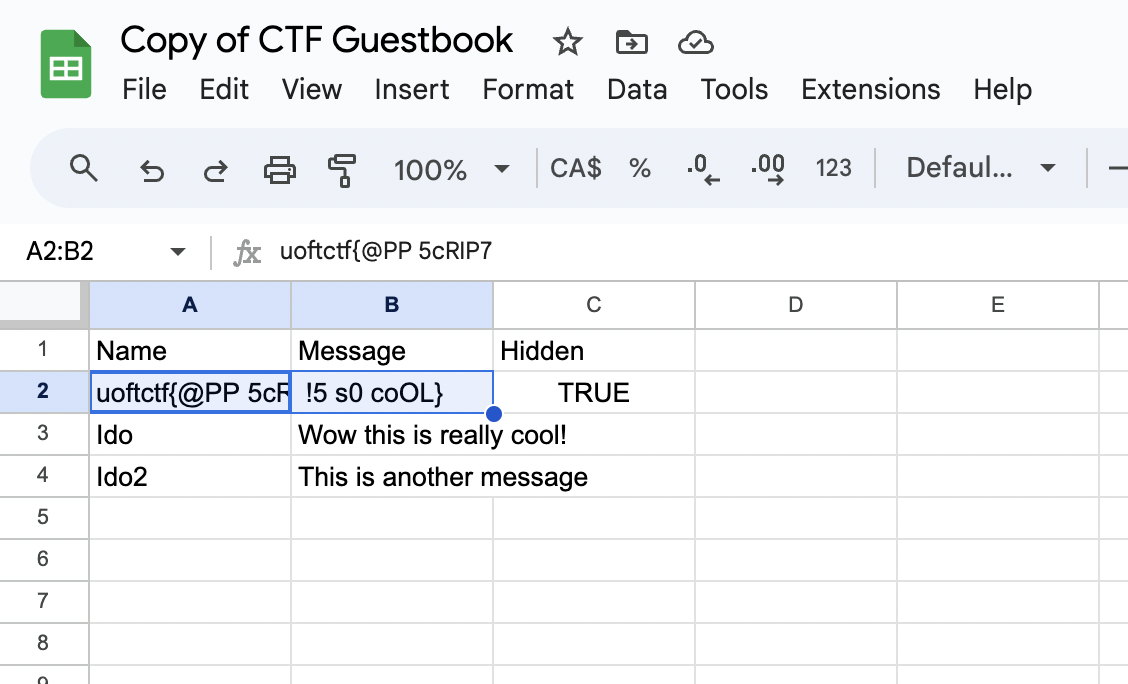 Copy of CTF Guestbook
File Edit View Insert Format Data Tools Extensions Help
100% CA$ % .0 .00 123 Defaul...
A2:B2 fx uoftctf{@PP 5cRIP7
A B C D E
1 Name Message Hidden
2 uoftctf{@PP 5cR !5 s0 coOL} TRUE
3 Ido Wow this is really cool!
4 Ido2 This is another message
5
6
7
8
9